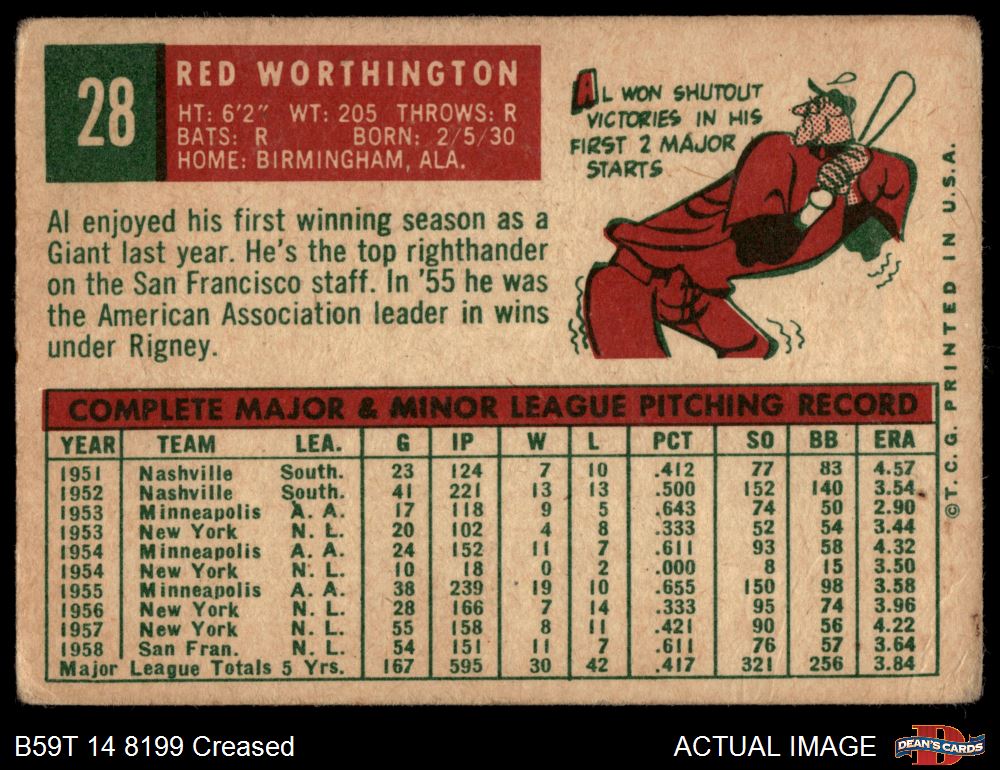 28
RED WORTHINGTON
HT: 6'2" WT: 205 THROWS: R
BATS: R BORN: 2/5/30
HOME: BIRMINGHAM, ALA.
AL WON SHUTOUT
VICTORIES IN HIS
FIRST 2 MAJOR
STARTS
Al enjoyed his first winning season as a
Giant last year. He's the top righthander
on the San Francisco staff. In '55 he was
the American Association leader in wins
under Rigney.
COMPLETE MAJOR & MINOR LEAGUE PITCHING RECORD
YEAR TEAM LEA. G IP W L PCT SO BB ERA
1951 Nashville South. 23 124 7 10 .412 77 83 4.57
1952 Nashville South. 41 221 13 13 .500 152 140 3.54
1953 Minneapolis A. A. 17 118 9 5 .643 74 50 2.90
1953 New York N. L. 20 102 4 8 .333 52 54 3.44
1954 Minneapolis A. A. 24 152 11 7 .611 93 58 4.32
1954 New York N. L. 10 18 0 2 .000 8 15 3.50
1955 Minneapolis A. A. 38 239 19 10 .655 150 98 3.58
1956 New York N. L. 28 166 7 14 .333 95 74 3.96
1957 New York N. L. 55 158 8 11 .421 90 56 4.22
1958 San Fran. N. L. 54 151 11 7 .611 76 57 3.64
Major League Totals 5 Yrs. 167 595 30 42 .417 321 256 3.84
©T. C. G. PRINTED IN U.S.A.
B59T 14 8199 Creased
ACTUAL IMAGE
DEAN'S CARDS